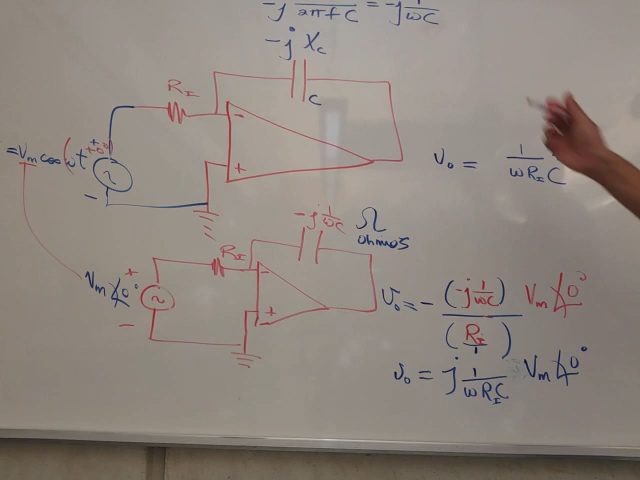 -j 1/2πfC = -j 1/ωC
-j Xc
RI
C
= Vm cos(ωt+0°)
+
-
-
+
vo = 1/ωRIC
-j 1/ωC Ω
ohmios
RI
Vm∠0°
+
-
-
+
vo = - (-j 1/ωC)/(RI/1) Vm∠0°
vo = j 1/ωRIC Vm∠0°